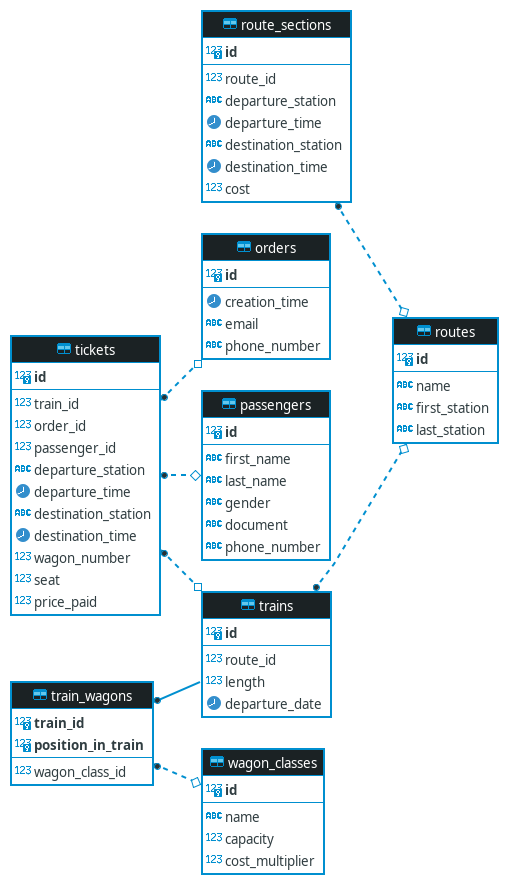 route_sections
123 id
123 route_id
ABC departure_station
departure_time
ABC destination_station
destination_time
123 cost
orders
123 id
creation_time
ABC email
ABC phone_number
routes
123 id
ABC name
ABC first_station
ABC last_station
tickets
123 id
123 train_id
123 order_id
123 passenger_id
ABC departure_station
departure_time
ABC destination_station
destination_time
123 wagon_number
123 seat
123 price_paid
passengers
123 id
ABC first_name
ABC last_name
ABC gender
ABC document
ABC phone_number
trains
123 id
123 route_id
123 length
departure_date
train_wagons
123 train_id
123 position_in_train
123 wagon_class_id
wagon_classes
123 id
ABC name
123 capacity
123 cost_multiplier